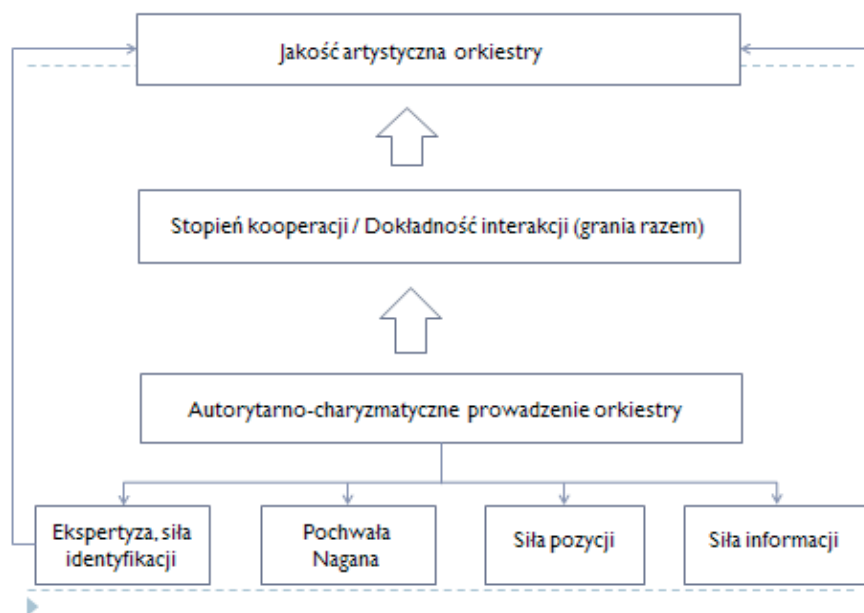 Jakość artystyczna orkiestry
Stopień kooperacji / Dokładność interakcji (grania razem)
Autorytarno-charyzmatyczne prowadzenie orkiestry
Ekspertyza, siła
identyfikacji
Pochwała
Nagana
Siła pozycji
Siła informacji